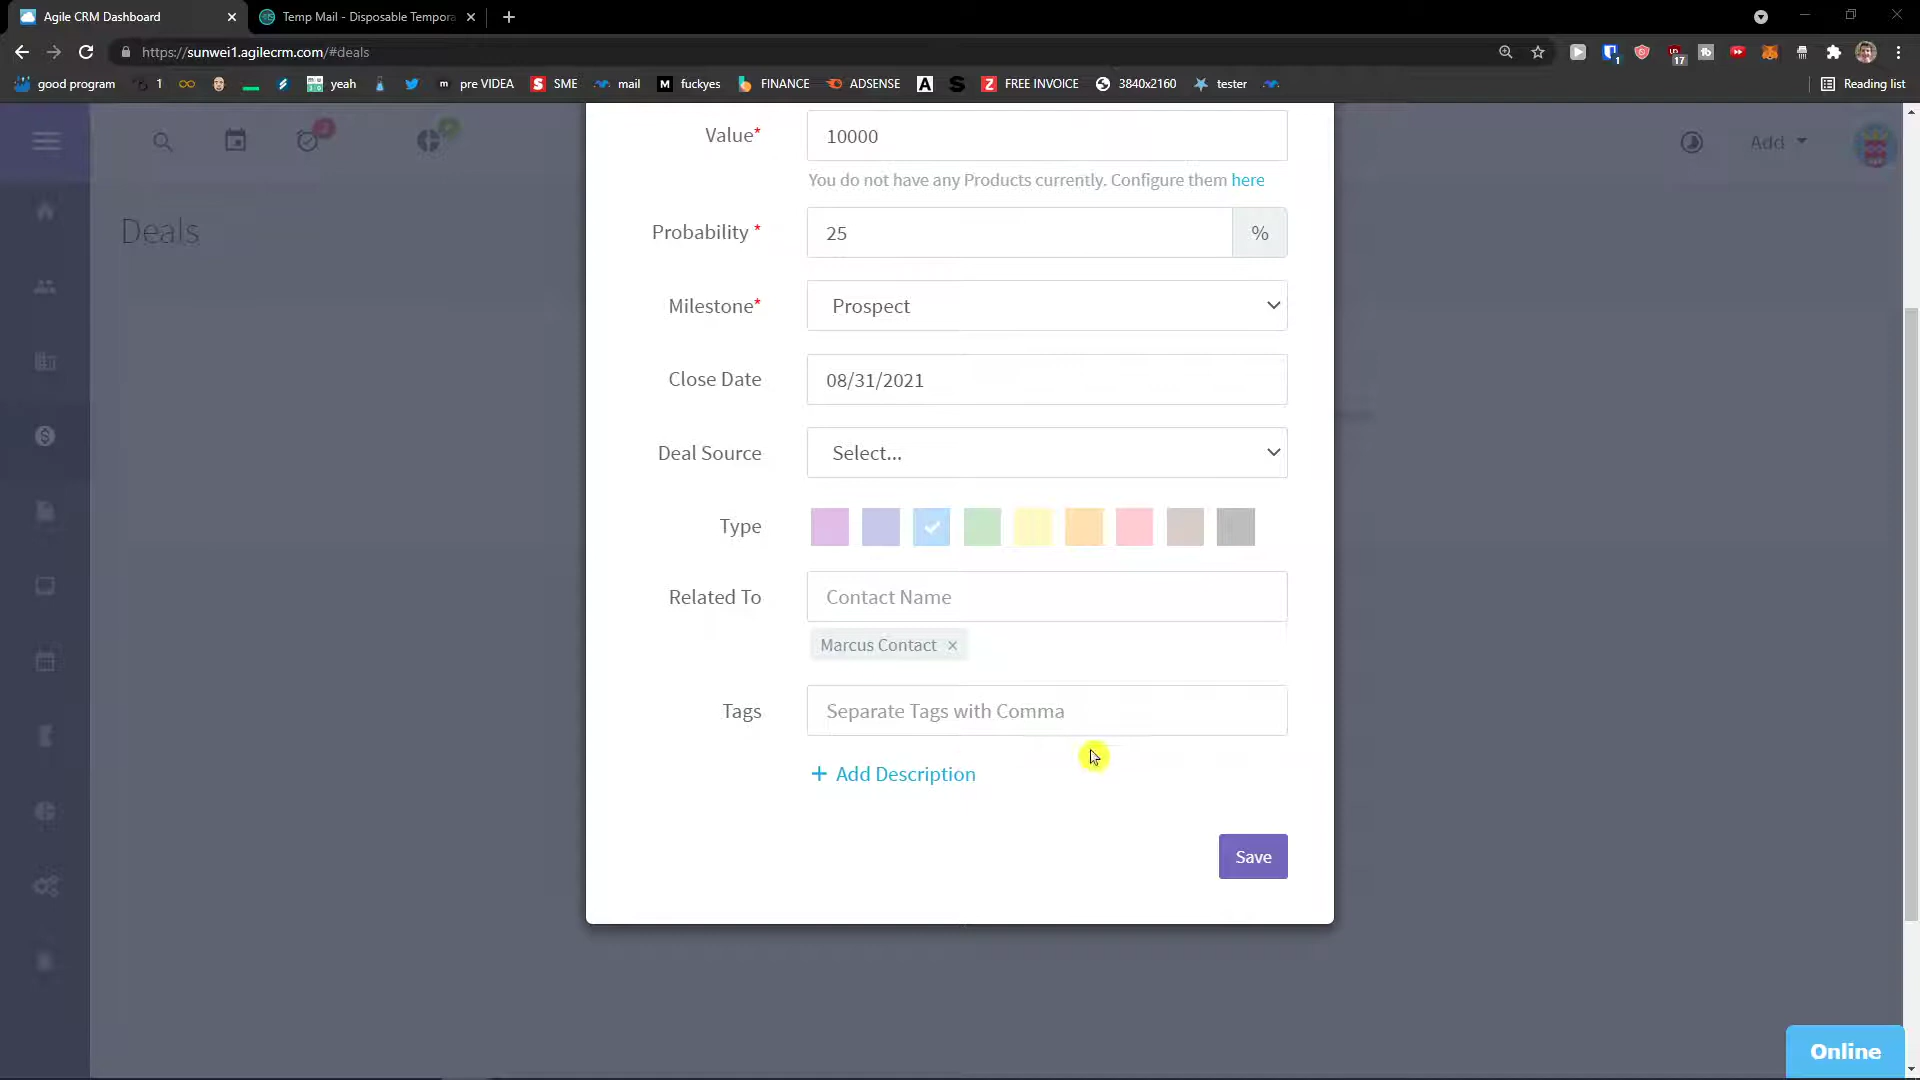 Agile CRM Dashboard
Temp Mail - Disposable Tempora
https://sunwei1.agilecrm.com/#deals
1
17
good program
1
yeah
m pre VIDEA
S SME
mail
M fuckyes
FINANCE
ADSENSE
A
S
Z FREE INVOICE
3840x2160
tester
Reading list
Add
Deals
Value*
10000
You do not have any Products currently. Configure them here
Probability *
25
%
Milestone*
Prospect
Close Date
08/31/2021
Deal Source
Select...
Type
Related To
Contact Name
Marcus Contact ×
Tags
Separate Tags with Comma
+ Add Description
Save
Online